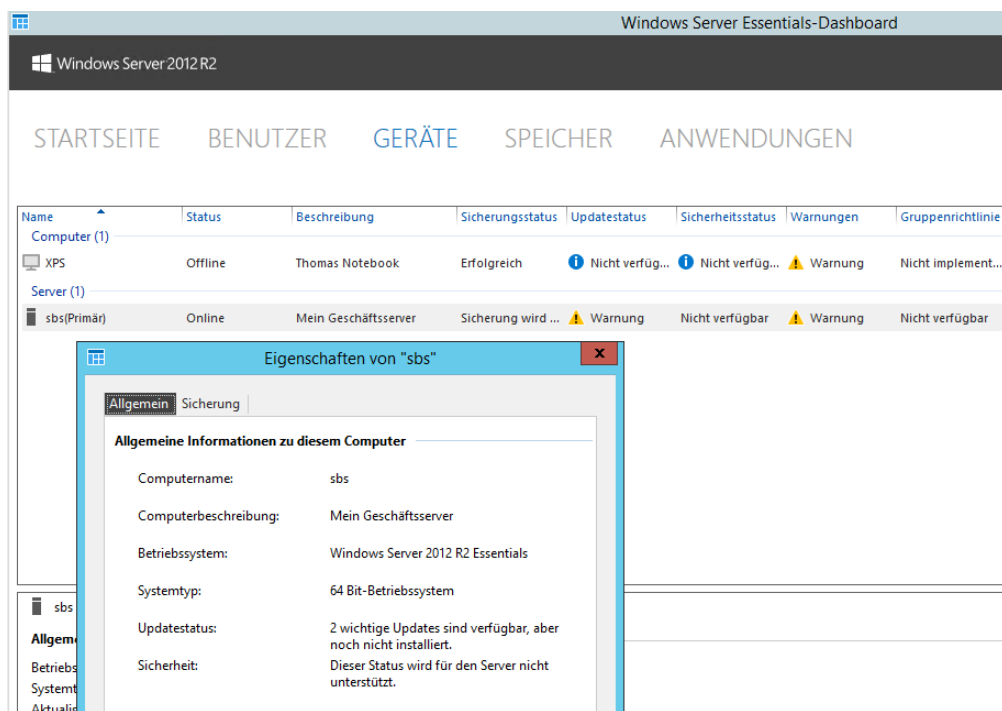 Windows Server Essentials-Dashboard
Windows Server 2012 R2
STARTSEITE BENUTZER GERÄTE SPEICHER ANWENDUNGEN
Name Status Beschreibung Sicherungsstatus Updatestatus Sicherheitsstatus Warnungen Gruppenrichtlinie
Computer (1)
XPS Offline Thomas Notebook Erfolgreich Nicht verfüg... Nicht verfüg... Warnung Nicht implement...
Server (1)
sbs(Primär) Online Mein Geschäftsserver Sicherung wird ... Warnung Nicht verfügbar Warnung Nicht verfügbar
Eigenschaften von "sbs"
x
Allgemein Sicherung
Allgemeine Informationen zu diesem Computer
Computername: sbs
Computerbeschreibung: Mein Geschäftsserver
Betriebssystem: Windows Server 2012 R2 Essentials
Systemtyp: 64 Bit-Betriebssystem
Updatestatus: 2 wichtige Updates sind verfügbar, aber
noch nicht installiert.
Sicherheit: Dieser Status wird für den Server nicht
unterstützt.
sbs
Allgem
Betriebs
Systemt
Aktualis